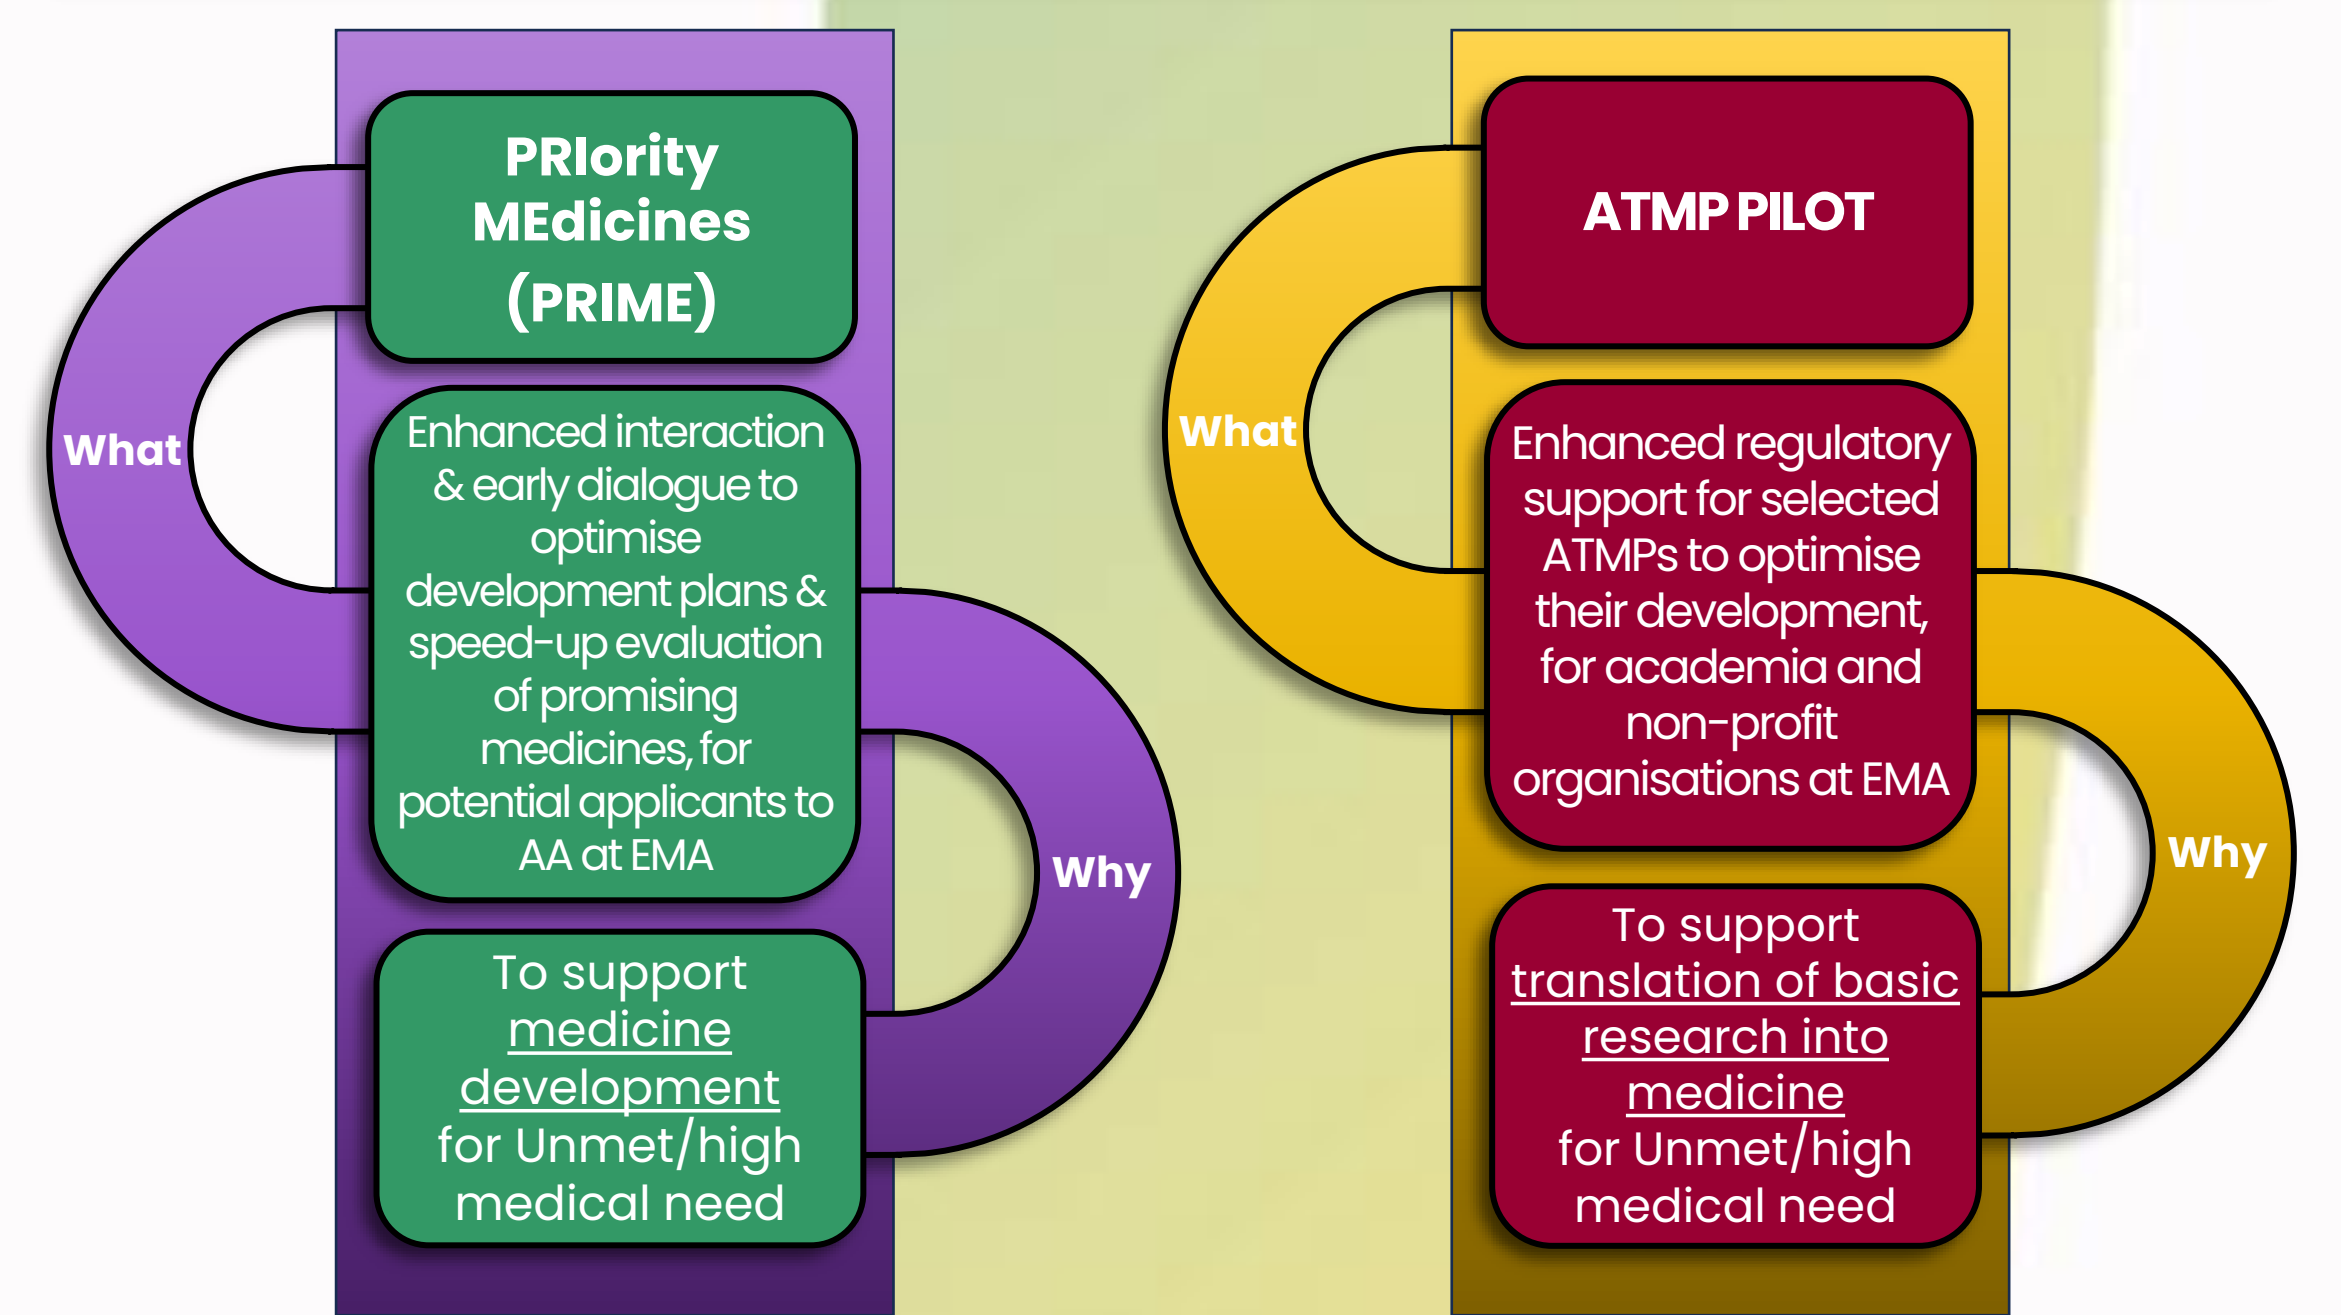 PRIority
MEdicines
(PRIME)
What
Enhanced interaction
& early dialogue to
optimise
development plans &
speed-up evaluation
of promising
medicines, for
potential applicants to
AA at EMA
Why
To support
medicine
development
for Unmet/high
medical need
ATMP PILOT
What
Enhanced regulatory
support for selected
ATMPs to optimise
their development,
for academia and
non-profit
organisations at EMA
Why
To support
translation of basic
research into
medicine
for Unmet/high
medical need